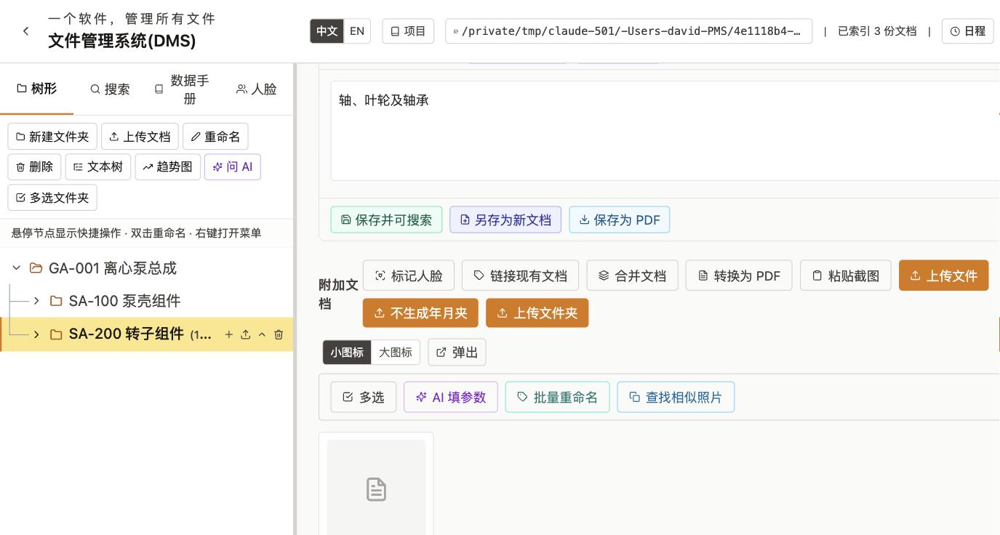 一个软件，管理所有文件
文件管理系统(DMS)
中文 EN
项目
/private/tmp/claude-501/-Users-david-PMS/4e1118b4-…
| 已索引 3 份文档 |
日程
树形
搜索
数据手
册
人脸
新建文件夹
上传文档
重命名
删除
文本树
趋势图
问 AI
多选文件夹
悬停节点显示快捷操作 · 双击重命名 · 右键打开菜单
GA-001 离心泵总成
SA-100 泵壳组件
SA-200 转子组件 (1...
轴、叶轮及轴承
保存并可搜索
另存为新文档
保存为 PDF
附加文
档
标记人脸
链接现有文档
合并文档
转换为 PDF
粘贴截图
上传文件
不生成年月夹
上传文件夹
小图标 大图标
弹出
多选
AI 填参数
批量重命名
查找相似照片